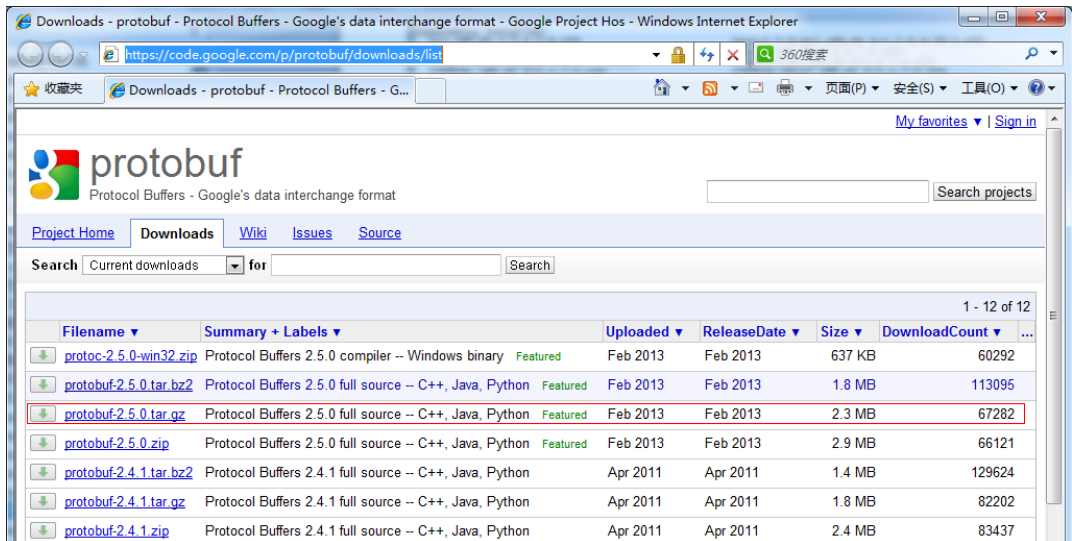 Downloads - protobuf - Protocol Buffers - Google's data interchange format - Google Project Hos - Windows Internet Explorer
https://code.google.com/p/protobuf/downloads/list 360搜索
收藏夹 Downloads - protobuf - Protocol Buffers - G... 页面(P) 安全(S) 工具(O)
My favorites ▼ | Sign in
protobuf
Protocol Buffers - Google's data interchange format
Search projects
Project Home Downloads Wiki Issues Source
Search Current downloads for Search
1 - 12 of 12
Filename ▼ Summary + Labels ▼ Uploaded ▼ ReleaseDate ▼ Size ▼ DownloadCount ▼ ...
protoc-2.5.0-win32.zip Protocol Buffers 2.5.0 compiler -- Windows binary Featured Feb 2013 Feb 2013 637 KB 60292
protobuf-2.5.0.tar.bz2 Protocol Buffers 2.5.0 full source -- C++, Java, Python Featured Feb 2013 Feb 2013 1.8 MB 113095
protobuf-2.5.0.tar.gz Protocol Buffers 2.5.0 full source -- C++, Java, Python Featured Feb 2013 Feb 2013 2.3 MB 67282
protobuf-2.5.0.zip Protocol Buffers 2.5.0 full source -- C++, Java, Python Featured Feb 2013 Feb 2013 2.9 MB 66121
protobuf-2.4.1.tar.bz2 Protocol Buffers 2.4.1 full source -- C++, Java, Python Apr 2011 Apr 2011 1.4 MB 129624
protobuf-2.4.1.tar.gz Protocol Buffers 2.4.1 full source -- C++, Java, Python Apr 2011 Apr 2011 1.8 MB 82202
protobuf-2.4.1.zip Protocol Buffers 2.4.1 full source -- C++, Java, Python Apr 2011 Apr 2011 2.4 MB 83437